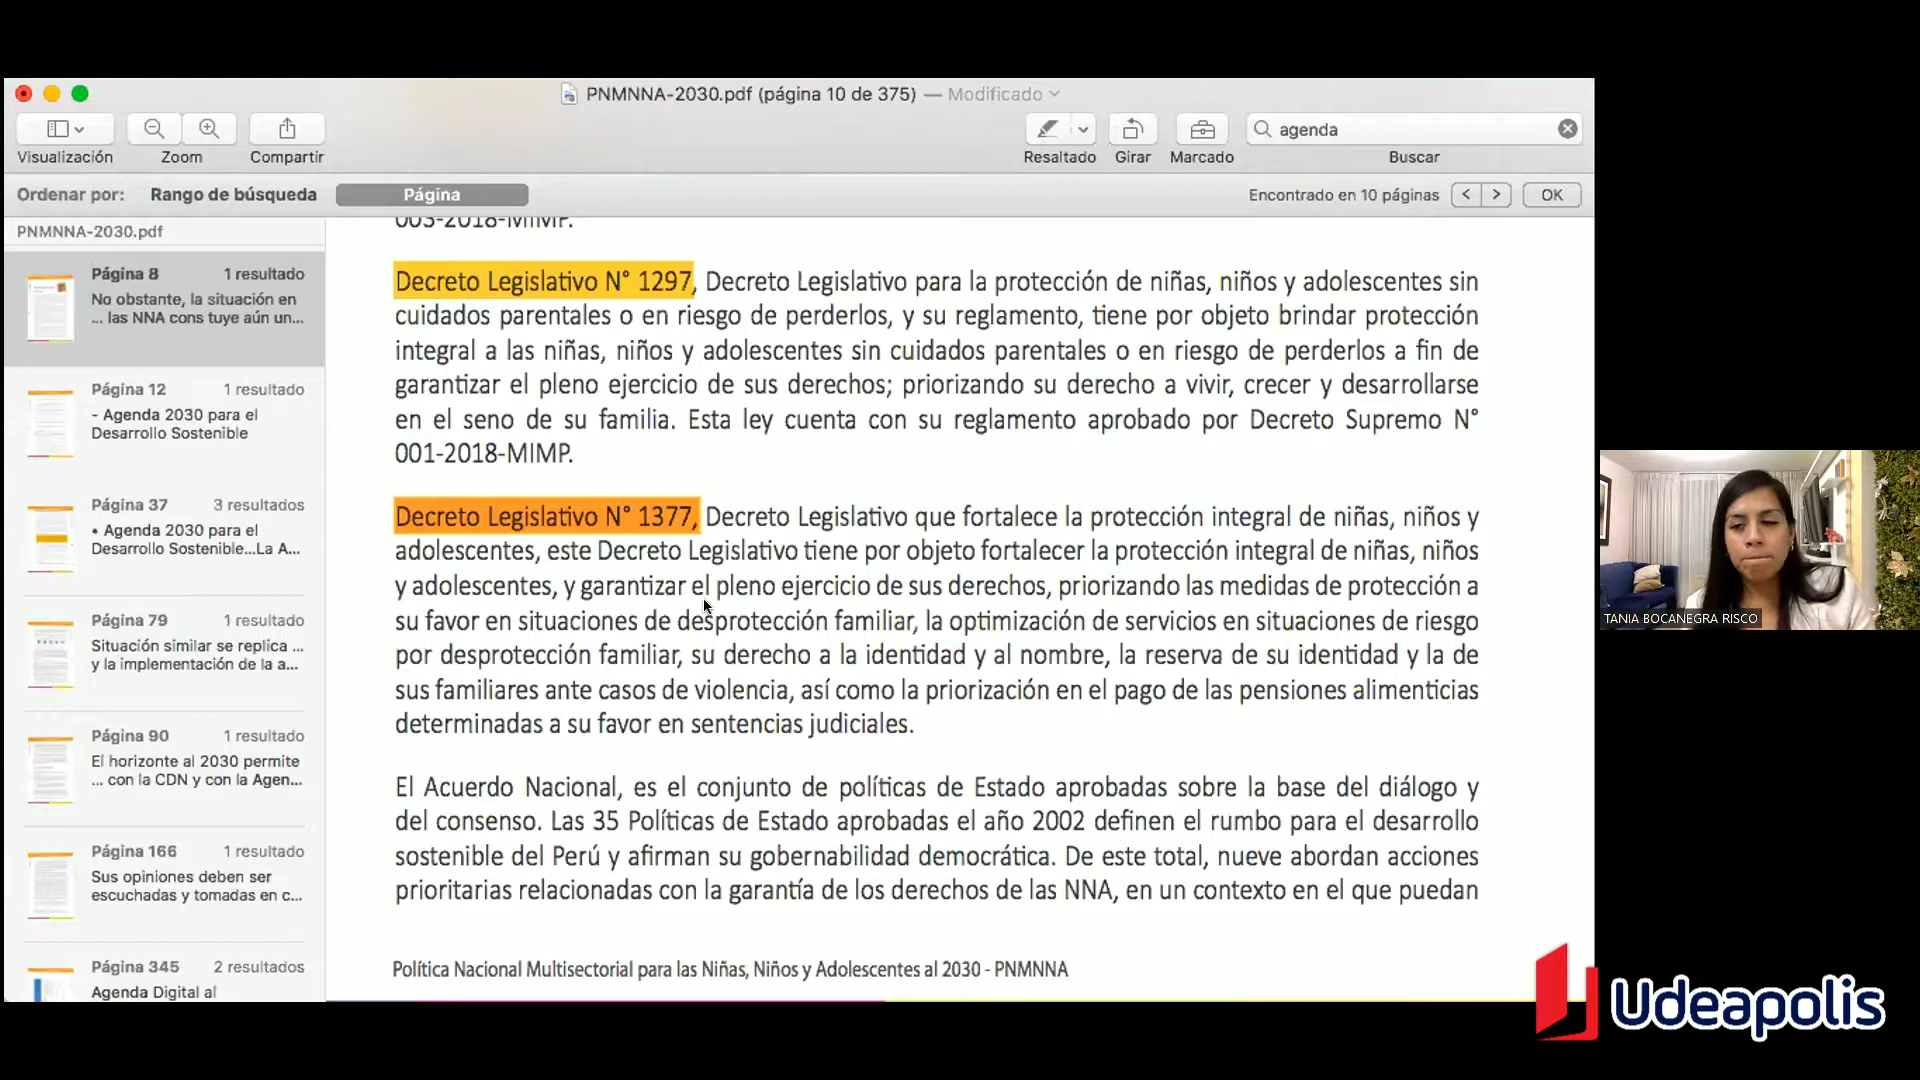 PNMNNA-2030.pdf (página 10 de 375) — Modificado
Visualización
Zoom
Compartir
Resaltado
Girar
Marcado
agenda
Buscar
Ordenar por:
Rango de búsqueda
Página
Encontrado en 10 páginas
OK
PNMNNA-2030.pdf
Página 8 1 resultado
No obstante, la situación en
... las NNA cons tuye aún un...
Página 12 1 resultado
- Agenda 2030 para el
Desarrollo Sostenible
Página 37 3 resultados
• Agenda 2030 para el
Desarrollo Sostenible...La A...
Página 79 1 resultado
Situación similar se replica ...
y la implementación de la a...
Página 90 1 resultado
El horizonte al 2030 permite
... con la CDN y con la Agen...
Página 166 1 resultado
Sus opiniones deben ser
escuchadas y tomadas en c...
Página 345 2 resultados
Agenda Digital al
003-2018-MIMP.
Decreto Legislativo N° 1297, Decreto Legislativo para la protección de niñas, niños y adolescentes sin
cuidados parentales o en riesgo de perderlos, y su reglamento, tiene por objeto brindar protección
integral a las niñas, niños y adolescentes sin cuidados parentales o en riesgo de perderlos a fin de
garantizar el pleno ejercicio de sus derechos; priorizando su derecho a vivir, crecer y desarrollarse
en el seno de su familia. Esta ley cuenta con su reglamento aprobado por Decreto Supremo N°
001-2018-MIMP.
Decreto Legislativo N° 1377, Decreto Legislativo que fortalece la protección integral de niñas, niños y
adolescentes, este Decreto Legislativo tiene por objeto fortalecer la protección integral de niñas, niños
y adolescentes, y garantizar el pleno ejercicio de sus derechos, priorizando las medidas de protección a
su favor en situaciones de desprotección familiar, la optimización de servicios en situaciones de riesgo
por desprotección familiar, su derecho a la identidad y al nombre, la reserva de su identidad y la de
sus familiares ante casos de violencia, así como la priorización en el pago de las pensiones alimenticias
determinadas a su favor en sentencias judiciales.
El Acuerdo Nacional, es el conjunto de políticas de Estado aprobadas sobre la base del diálogo y
del consenso. Las 35 Políticas de Estado aprobadas el año 2002 definen el rumbo para el desarrollo
sostenible del Perú y afirman su gobernabilidad democrática. De este total, nueve abordan acciones
prioritarias relacionadas con la garantía de los derechos de las NNA, en un contexto en el que puedan
Política Nacional Multisectorial para las Niñas, Niños y Adolescentes al 2030 - PNMNNA
TANIA BOCANEGRA RISCO
Udeapolis